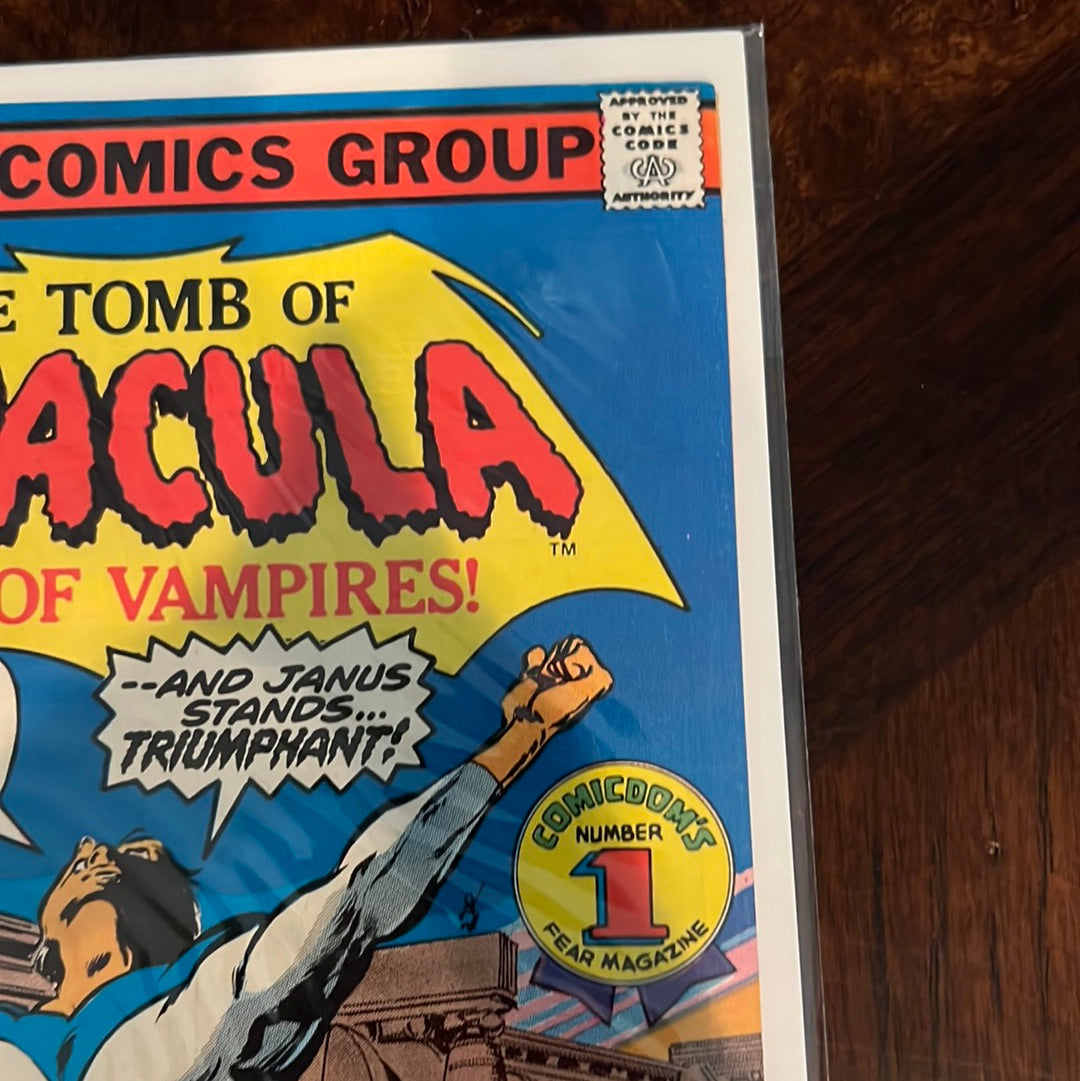 COMICS GROUP
APPROVED
BY THE
COMICS
CODE
CA
AUTHORITY
E TOMB OF
ACULA
TM
OF VAMPIRES!
--AND JANUS
STANDS...
TRIUMPHANT!
COMICDOM'S
NUMBER
1
FEAR MAGAZINE